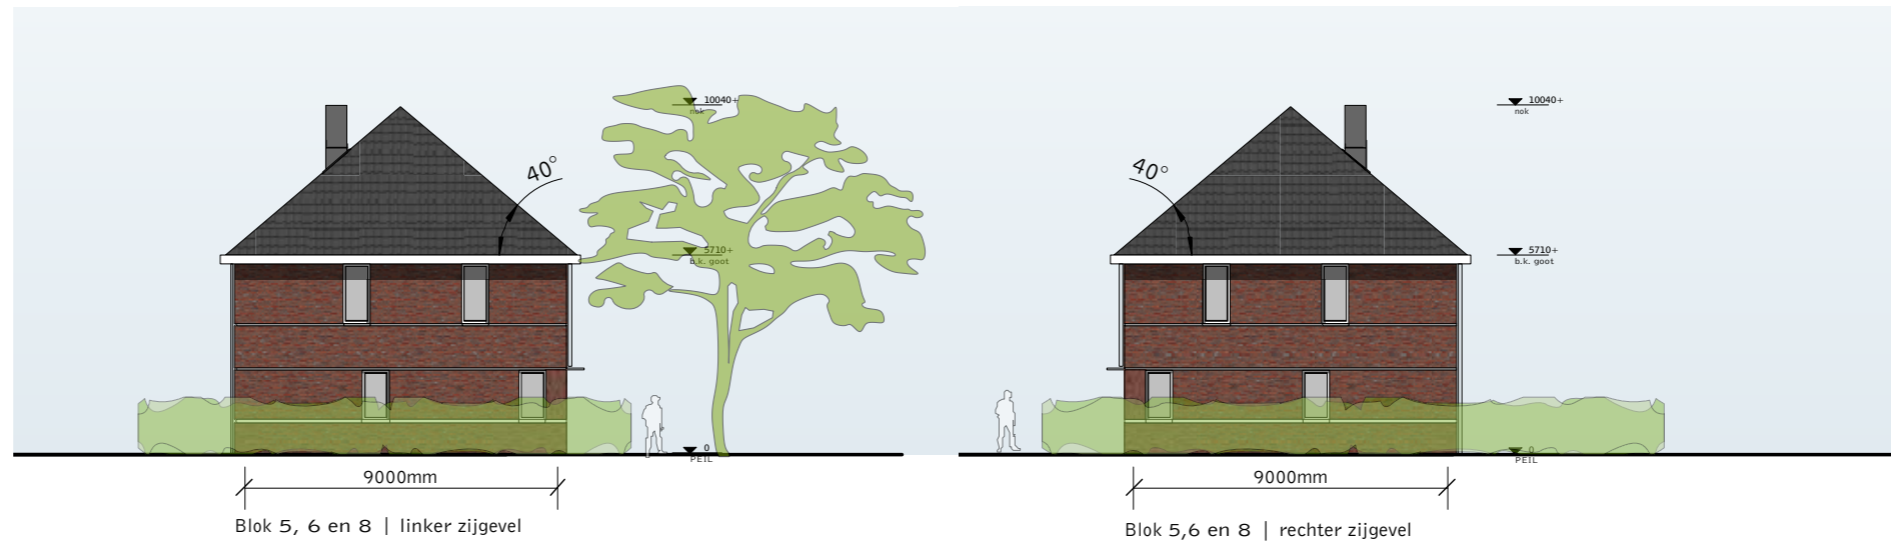 10040+
nok
40°
5710+
b.k. goot
0
PEIL
9000mm
Blok 5, 6 en 8 | linker zijgevel
10040+
nok
40°
5710+
b.k. goot
0
PEIL
9000mm
Blok 5,6 en 8 | rechter zijgevel